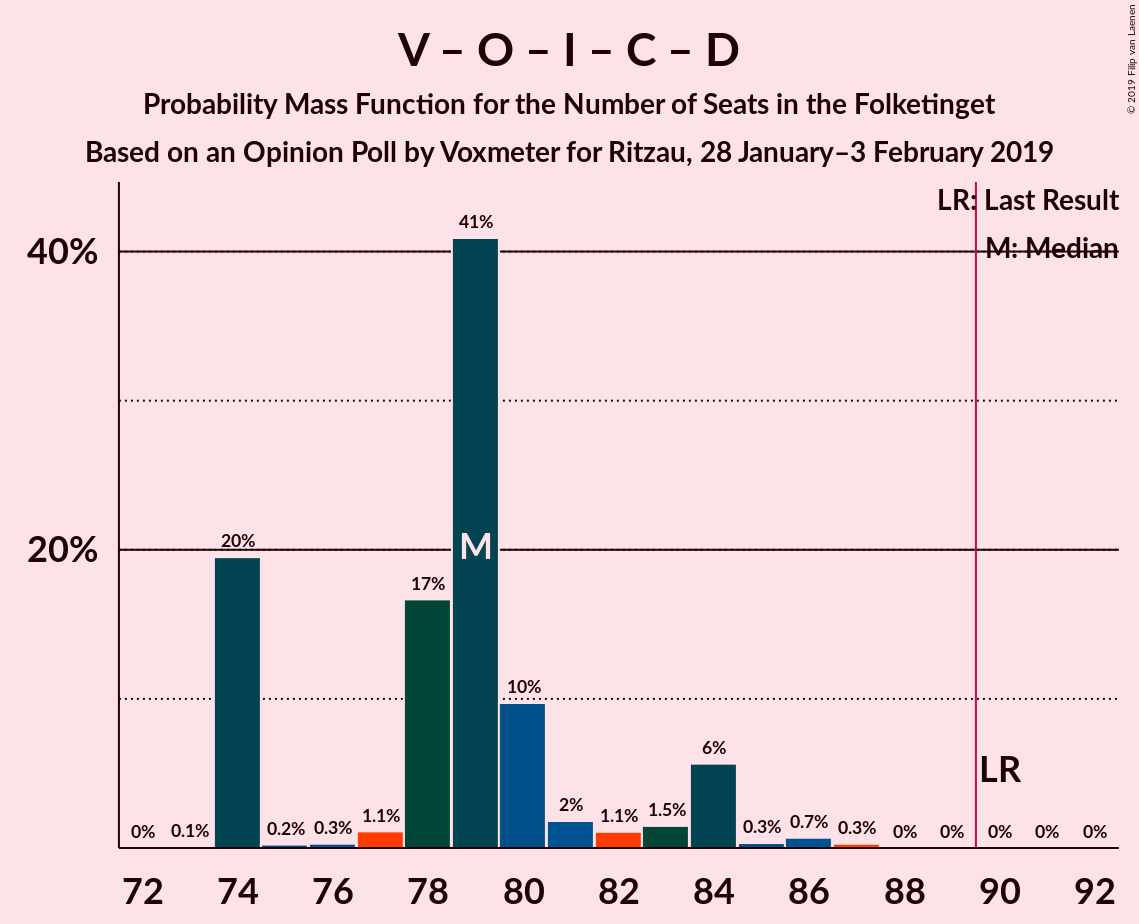 V – O – I – C – D
Probability Mass Function for the Number of Seats in the Folketinget
Based on an Opinion Poll by Voxmeter for Ritzau, 28 January–3 February 2019
© 2019 Filip van Laenen
LR: Last Result
M: Median
40%
20%
0%
0.1%
20%
0.2%
0.3%
1.1%
17%
41%
M
10%
2%
1.1%
1.5%
6%
0.3%
0.7%
0.3%
0%
0%
0%
0%
0%
LR
72 74 76 78 80 82 84 86 88 90 92